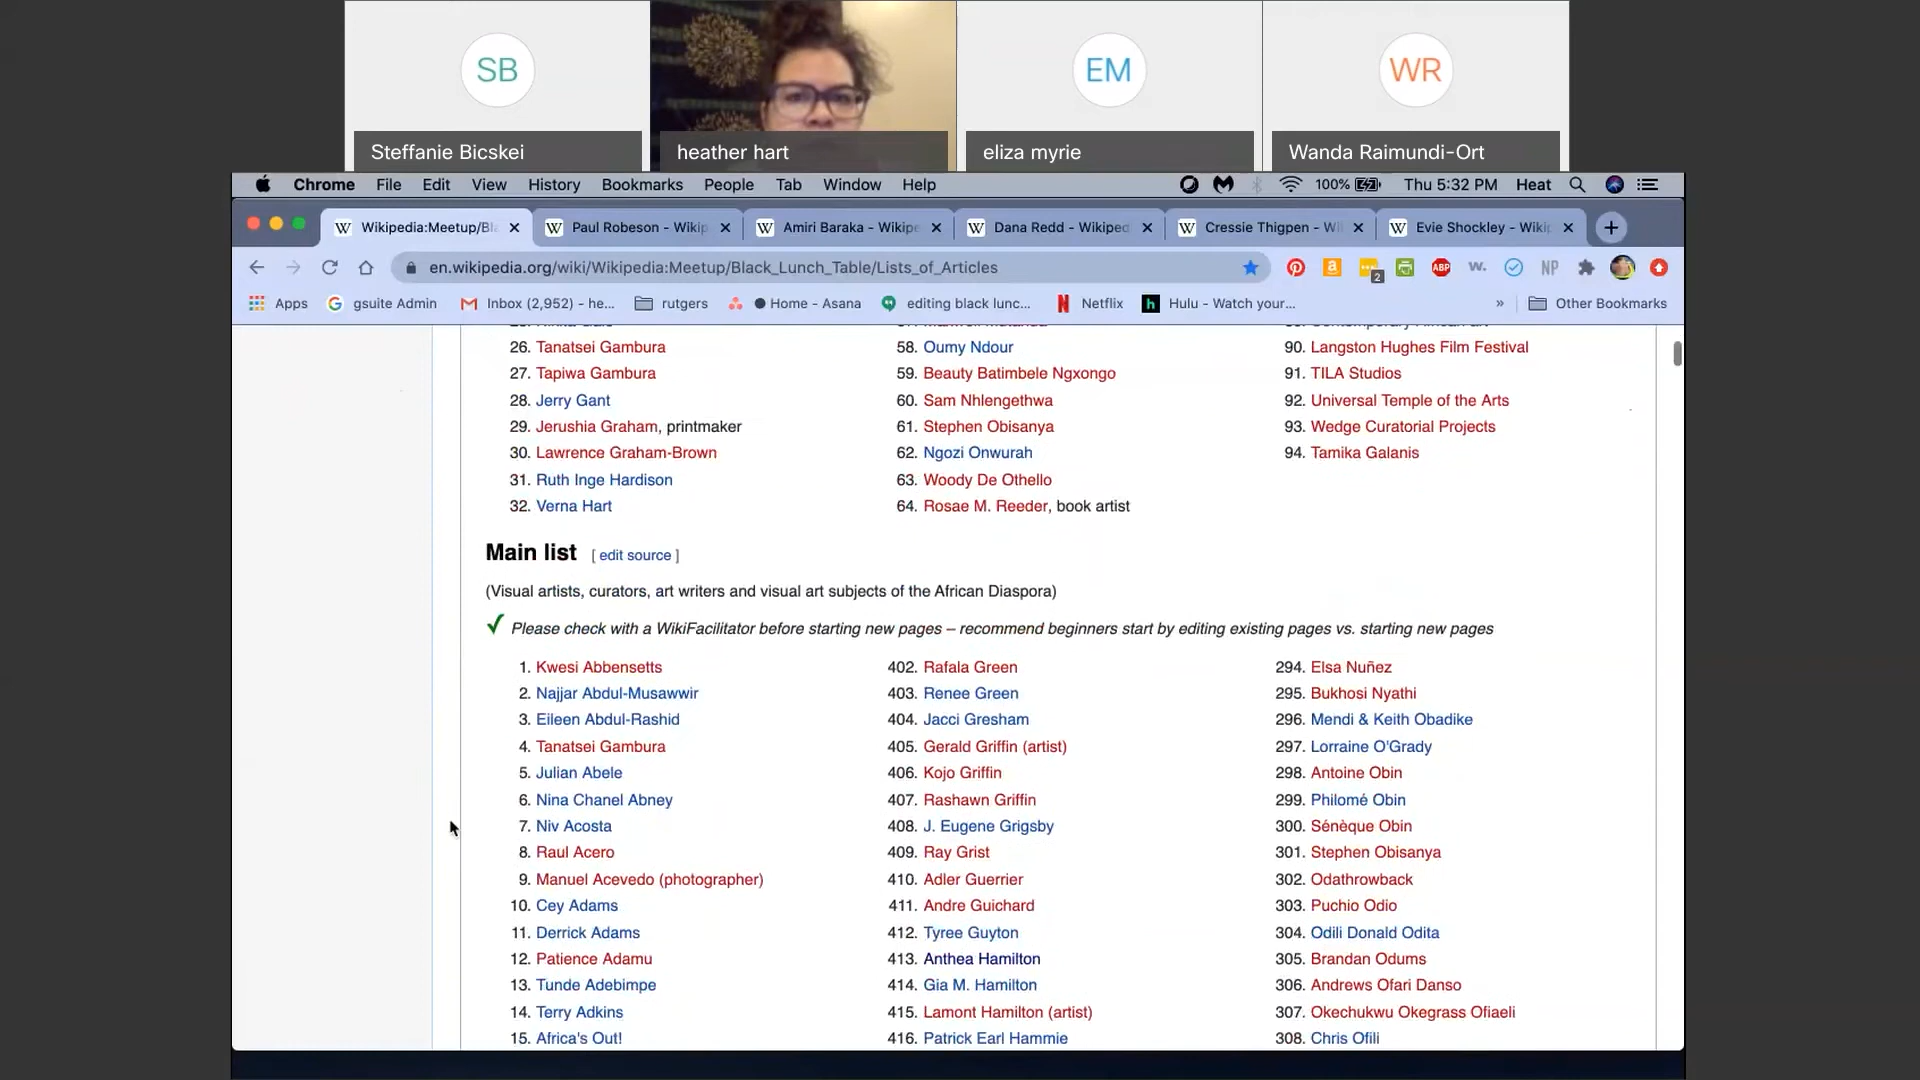 SB
EM
WR
Steffanie Bicskei
heather hart
eliza myrie
Wanda Raimundi-Ort
Chrome File Edit View History Bookmarks People Tab Window Help 100% Thu 5:32 PM Heat
Wikipedia:Meetup/Bla Paul Robeson - Wikip Amiri Baraka - Wikipe Dana Redd - Wikiped Cressie Thigpen - Wi Evie Shockley - Wikip
en.wikipedia.org/wiki/Wikipedia:Meetup/Black_Lunch_Table/Lists_of_Articles 2 ABP w. NP
Apps gsuite Admin Inbox (2,952) - he... rutgers Home - Asana editing black lunc... Netflix Hulu - Watch your... » Other Bookmarks
26. Tanatsei Gambura
27. Tapiwa Gambura
28. Jerry Gant
29. Jerushia Graham, printmaker
30. Lawrence Graham-Brown
31. Ruth Inge Hardison
32. Verna Hart
58. Oumy Ndour
59. Beauty Batimbele Ngxongo
60. Sam Nhlengethwa
61. Stephen Obisanya
62. Ngozi Onwurah
63. Woody De Othello
64. Rosae M. Reeder, book artist
90. Langston Hughes Film Festival
91. TILA Studios
92. Universal Temple of the Arts
93. Wedge Curatorial Projects
94. Tamika Galanis
Main list [ edit source ]
(Visual artists, curators, art writers and visual art subjects of the African Diaspora)
Please check with a WikiFacilitator before starting new pages – recommend beginners start by editing existing pages vs. starting new pages
1. Kwesi Abbensetts
2. Najjar Abdul-Musawwir
3. Eileen Abdul-Rashid
4. Tanatsei Gambura
5. Julian Abele
6. Nina Chanel Abney
7. Niv Acosta
8. Raul Acero
9. Manuel Acevedo (photographer)
10. Cey Adams
11. Derrick Adams
12. Patience Adamu
13. Tunde Adebimpe
14. Terry Adkins
15. Africa's Out!
402. Rafala Green
403. Renee Green
404. Jacci Gresham
405. Gerald Griffin (artist)
406. Kojo Griffin
407. Rashawn Griffin
408. J. Eugene Grigsby
409. Ray Grist
410. Adler Guerrier
411. Andre Guichard
412. Tyree Guyton
413. Anthea Hamilton
414. Gia M. Hamilton
415. Lamont Hamilton (artist)
416. Patrick Earl Hammie
294. Elsa Nuñez
295. Bukhosi Nyathi
296. Mendi & Keith Obadike
297. Lorraine O'Grady
298. Antoine Obin
299. Philomé Obin
300. Sénèque Obin
301. Stephen Obisanya
302. Odathrowback
303. Puchio Odio
304. Odili Donald Odita
305. Brandan Odums
306. Andrews Ofari Danso
307. Okechukwu Okegrass Ofiaeli
308. Chris Ofili